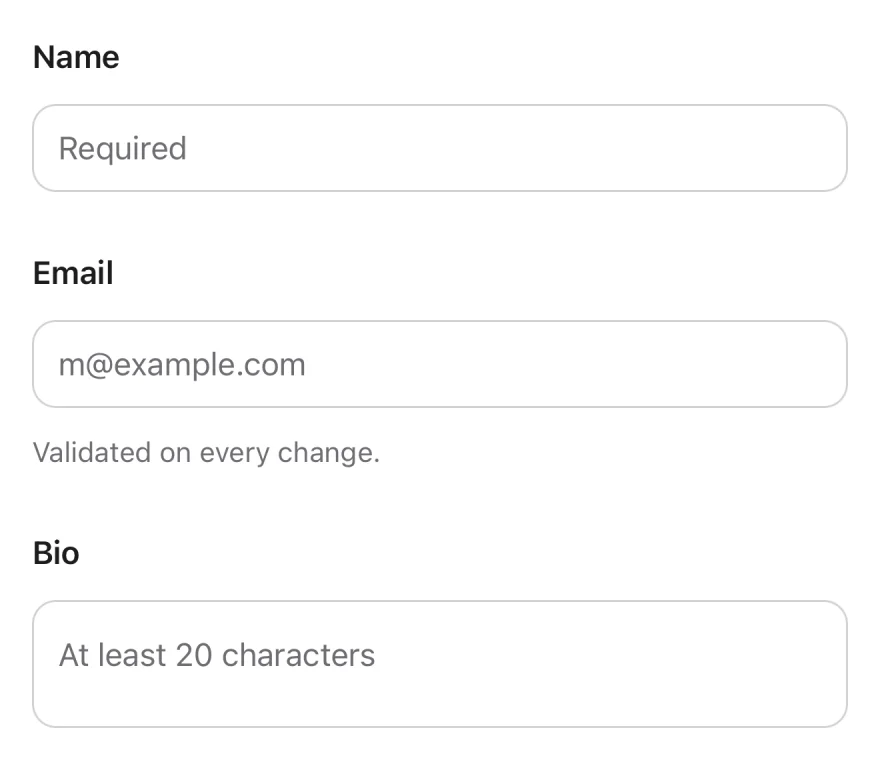 Name
Required
Email
m@example.com
Validated on every change.
Bio
At least 20 characters